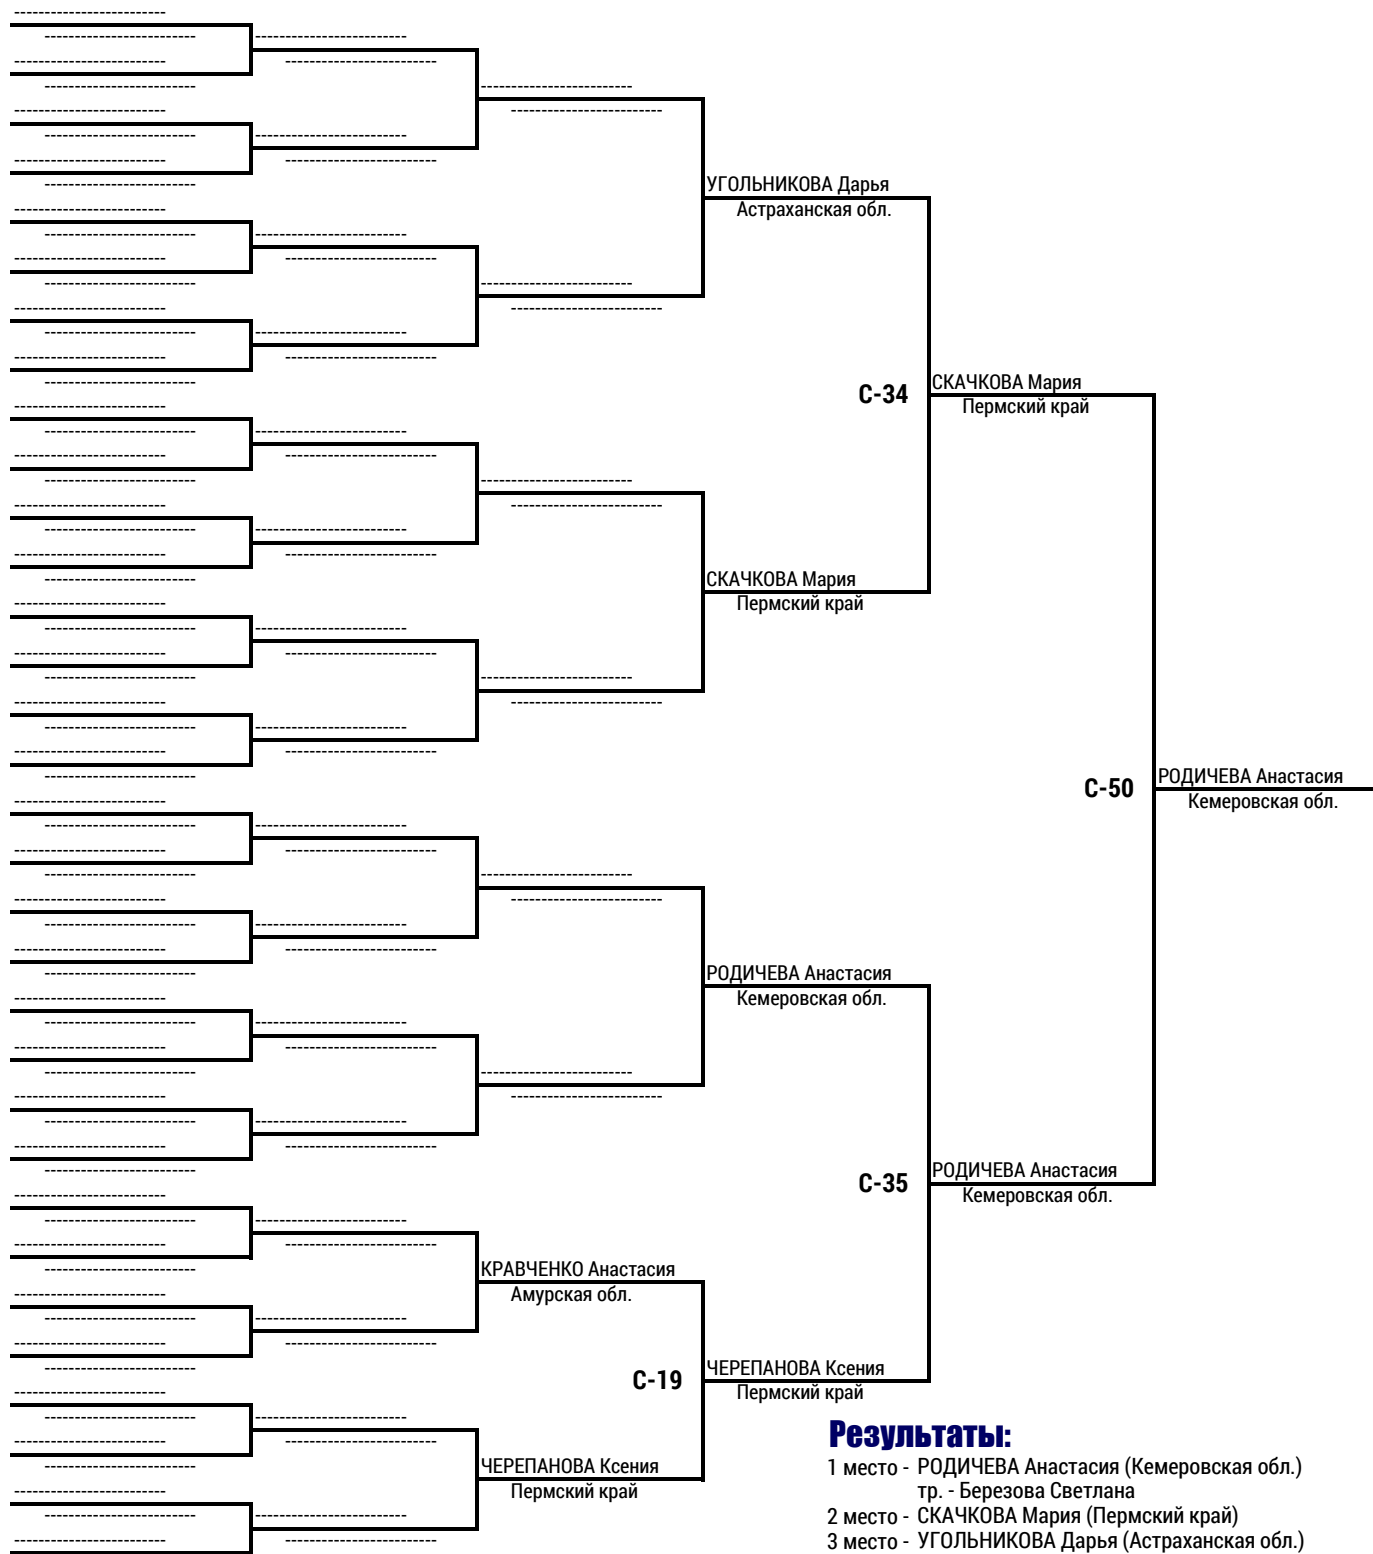 УГОЛЬНИКОВА Дарья
Астраханская обл.
С-34
СКАЧКОВА Мария
Пермский край
СКАЧКОВА Мария
Пермский край
С-50
РОДИЧЕВА Анастасия
Кемеровская обл.
РОДИЧЕВА Анастасия
Кемеровская обл.
С-35
РОДИЧЕВА Анастасия
Кемеровская обл.
КРАВЧЕНКО Анастасия
Амурская обл.
С-19
ЧЕРЕПАНОВА Ксения
Пермский край
ЧЕРЕПАНОВА Ксения
Пермский край
Результаты:
1 место - РОДИЧЕВА Анастасия (Кемеровская обл.)
тр. - Березова Светлана
2 место - СКАЧКОВА Мария (Пермский край)
3 место - УГОЛЬНИКОВА Дарья (Астраханская обл.)